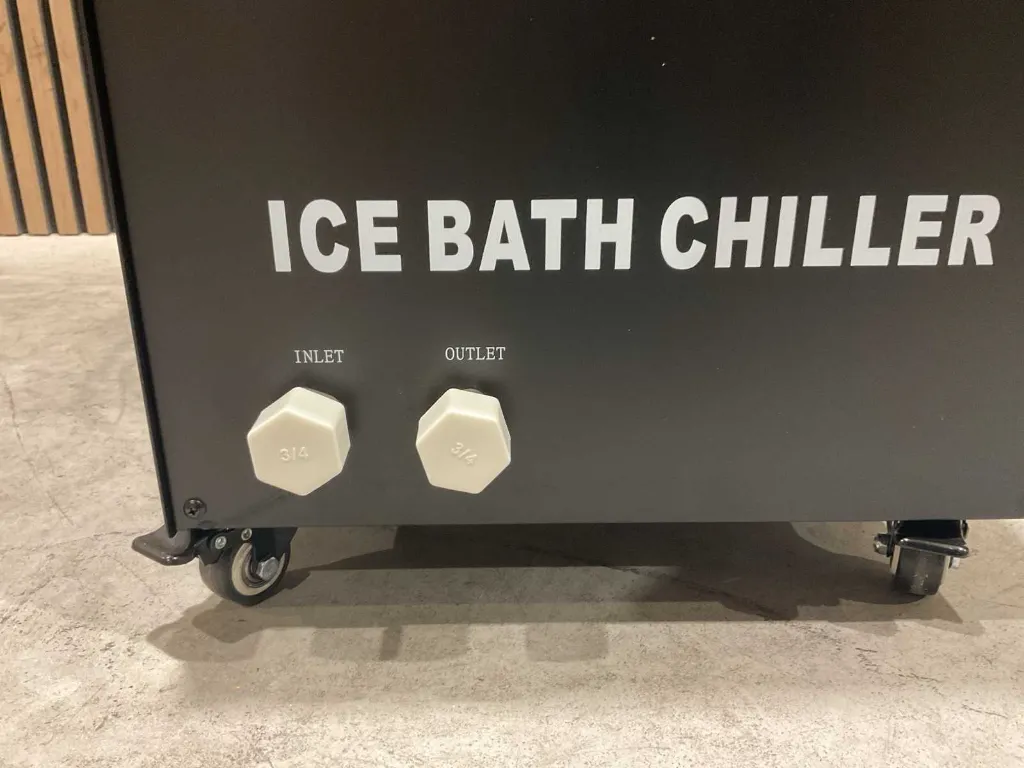 ICE BATH CHILLER
INLET
OUTLET
3/4
3/4